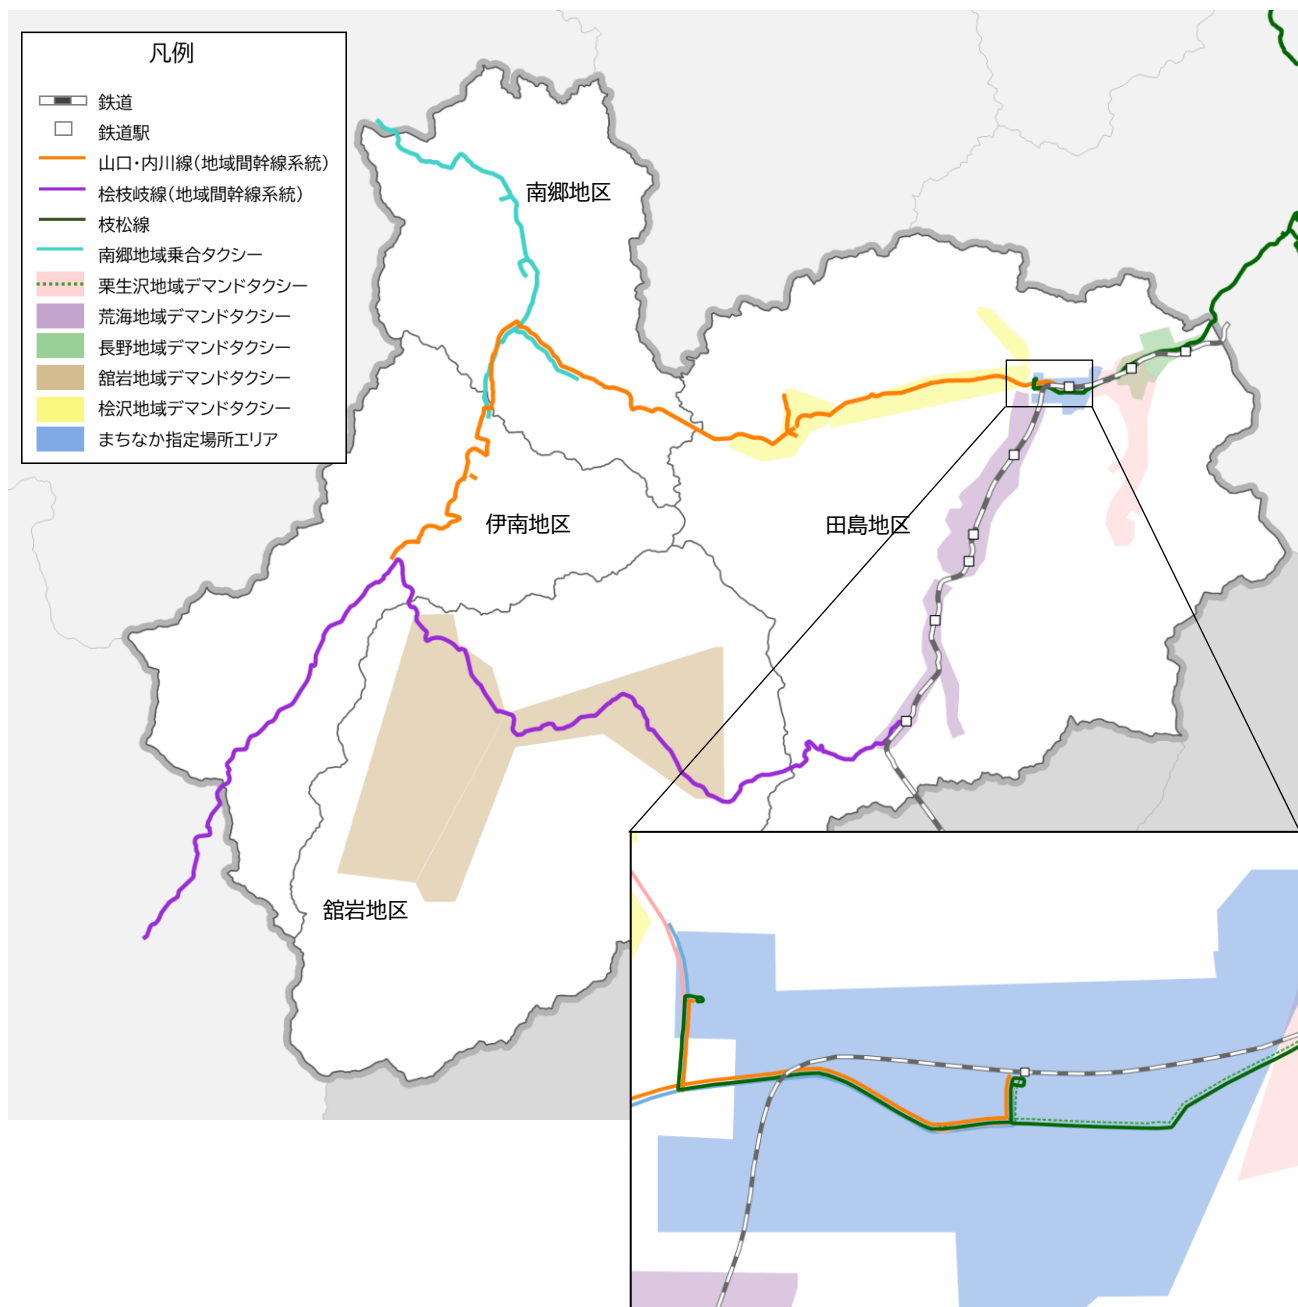 凡例
鉄道
鉄道駅
山口・内川線(地域間幹線系統)
桧枝岐線(地域間幹線系統)
枝松線
南郷地域乗合タクシー
栗生沢地域デマンドタクシー
荒海地域デマンドタクシー
長野地域デマンドタクシー
舘岩地域デマンドタクシー
桧沢地域デマンドタクシー
まちなか指定場所エリア
南郷地区
伊南地区
田島地区
舘岩地区